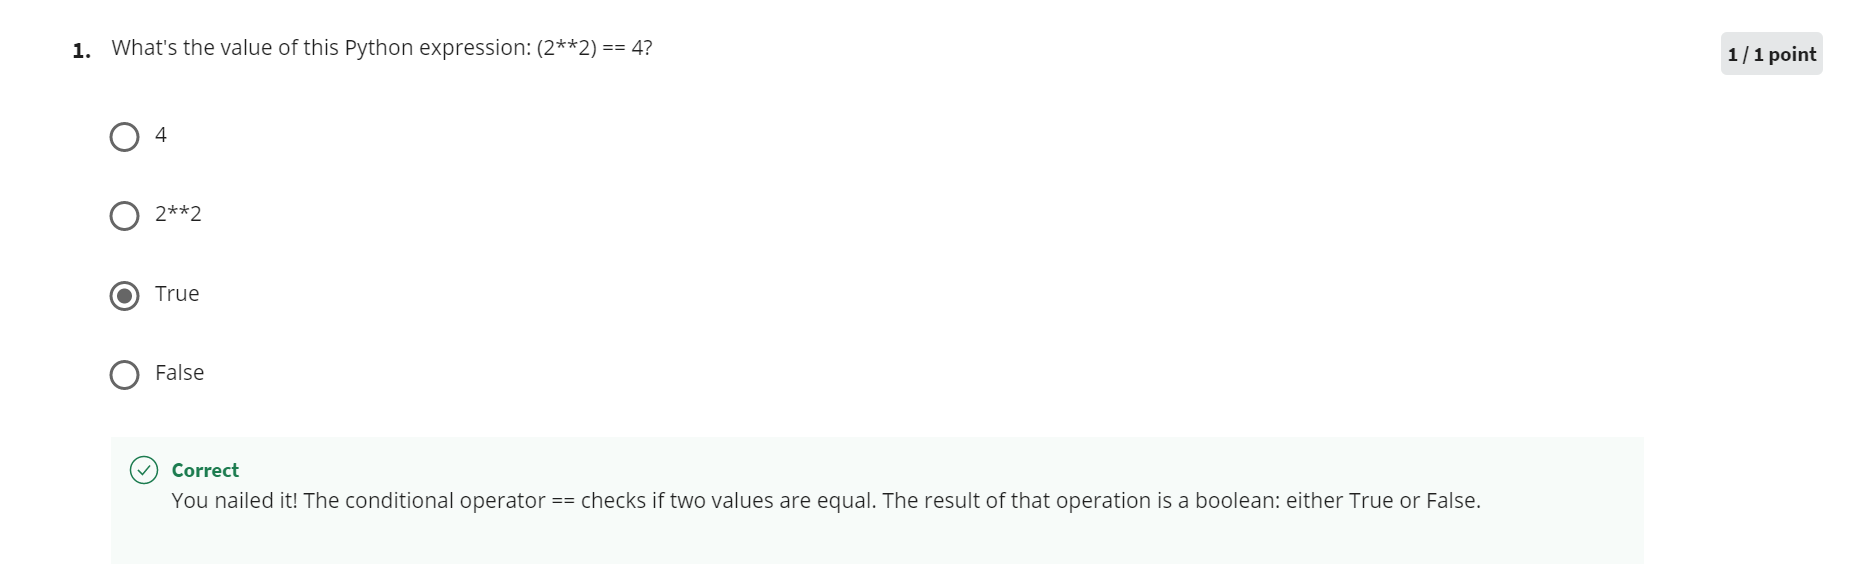 1. What's the value of this Python expression: (2**2) == 4?
1 / 1 point
4
2**2
True
False
Correct
You nailed it! The conditional operator == checks if two values are equal. The result of that operation is a boolean: either True or False.